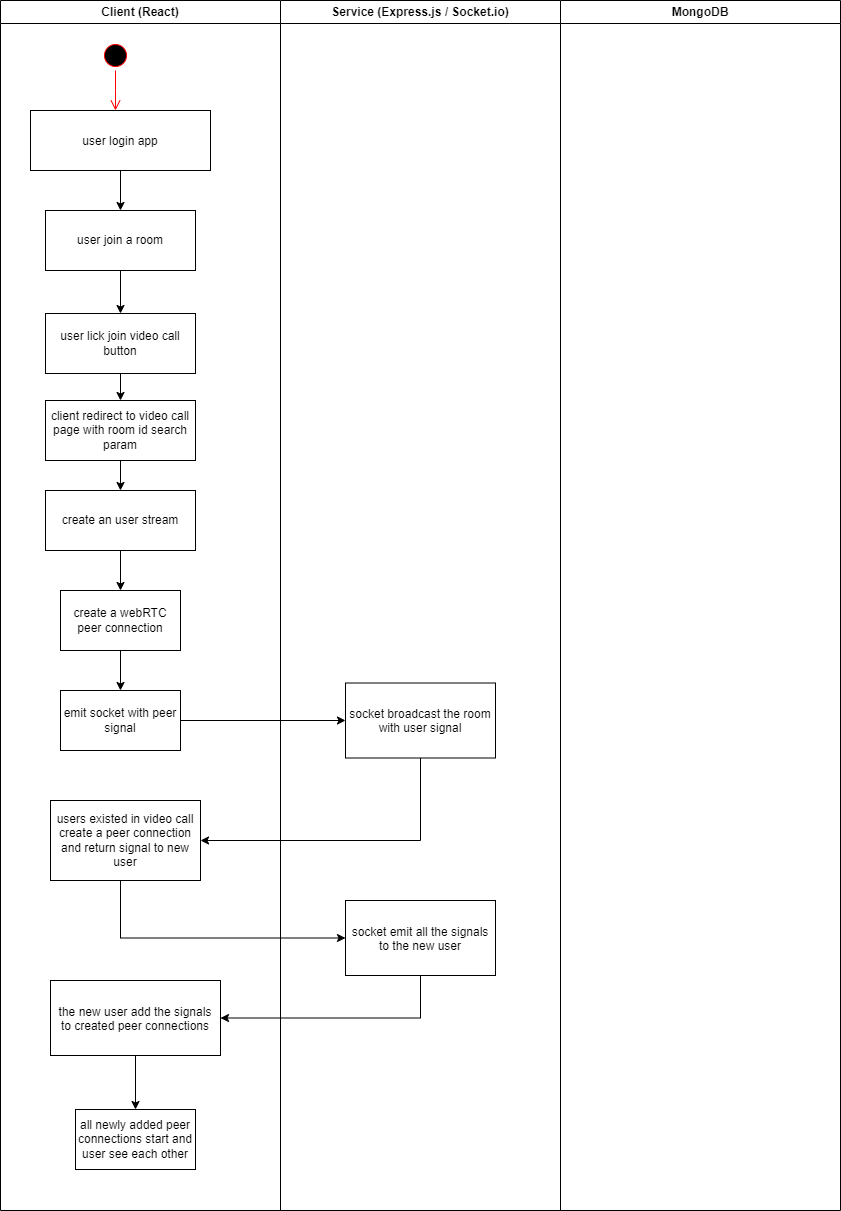 Client (React)
Service (Express.js / Socket.io)
MongoDB
user login app
user join a room
user lick join video call
button
client redirect to video call
page with room id search
param
create an user stream
create a webRTC
peer connection
emit socket with peer
signal
socket broadcast the room
with user signal
users existed in video call
create a peer connection
and return signal to new
user
socket emit all the signals
to the new user
the new user add the signals
to created peer connections
all newly added peer
connections start and
user see each other